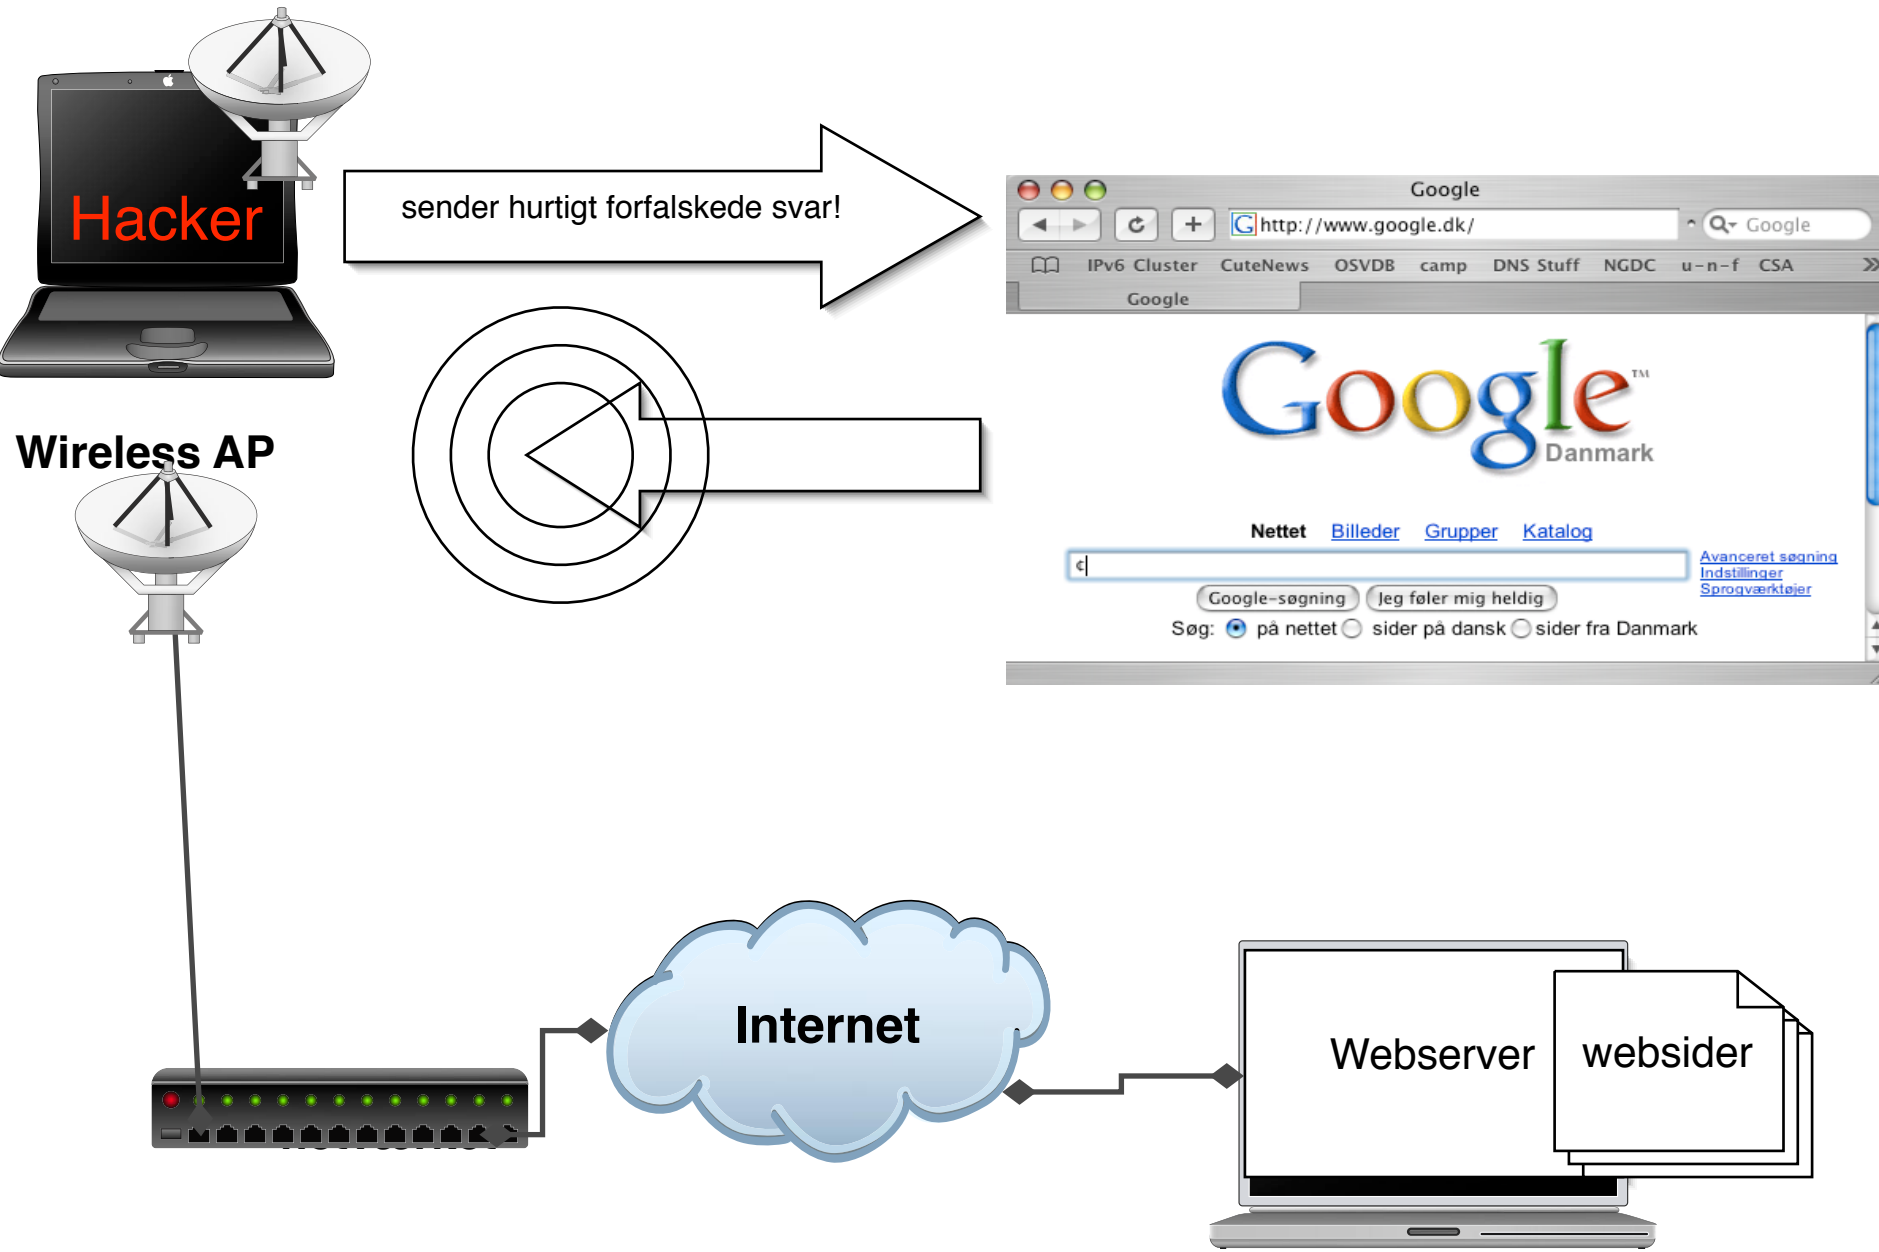 Hacker
sender hurtigt forfalskede svar!
Google
http://www.google.dk/
Google
IPv6 Cluster CuteNews OSVDB camp DNS Stuff NGDC u-n-f CSA »
Google
Google™
Danmark
Nettet Billeder Grupper Katalog
¢
Avanceret søgning
Indstillinger
Sprogværktøjer
Google-søgning Jeg føler mig heldig
Søg: på nettet sider på dansk sider fra Danmark
Wireless AP
Internet
Webserver
websider